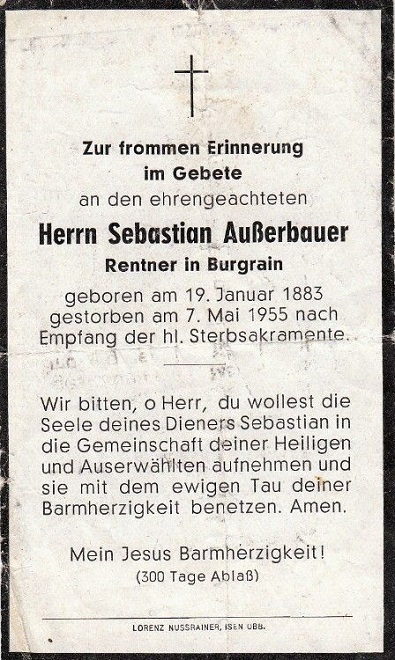 Zur frommen Erinnerung
im Gebete
an den ehrengeachteten
Herrn Sebastian Außerbauer
Rentner in Burgrain
geboren am 19. Januar 1883
gestorben am 7. Mai 1955 nach
Empfang der hl. Sterbsakramente.
Wir bitten, o Herr, du wollest die
Seele deines Dieners Sebastian in
die Gemeinschaft deiner Heiligen
und Auserwählten aufnehmen und
sie mit dem ewigen Tau deiner
Barmherzigkeit benetzen. Amen.
Mein Jesus Barmherzigkeit!
(300 Tage Ablaß)
LORENZ NUSSRAINER, ISEN OBB.